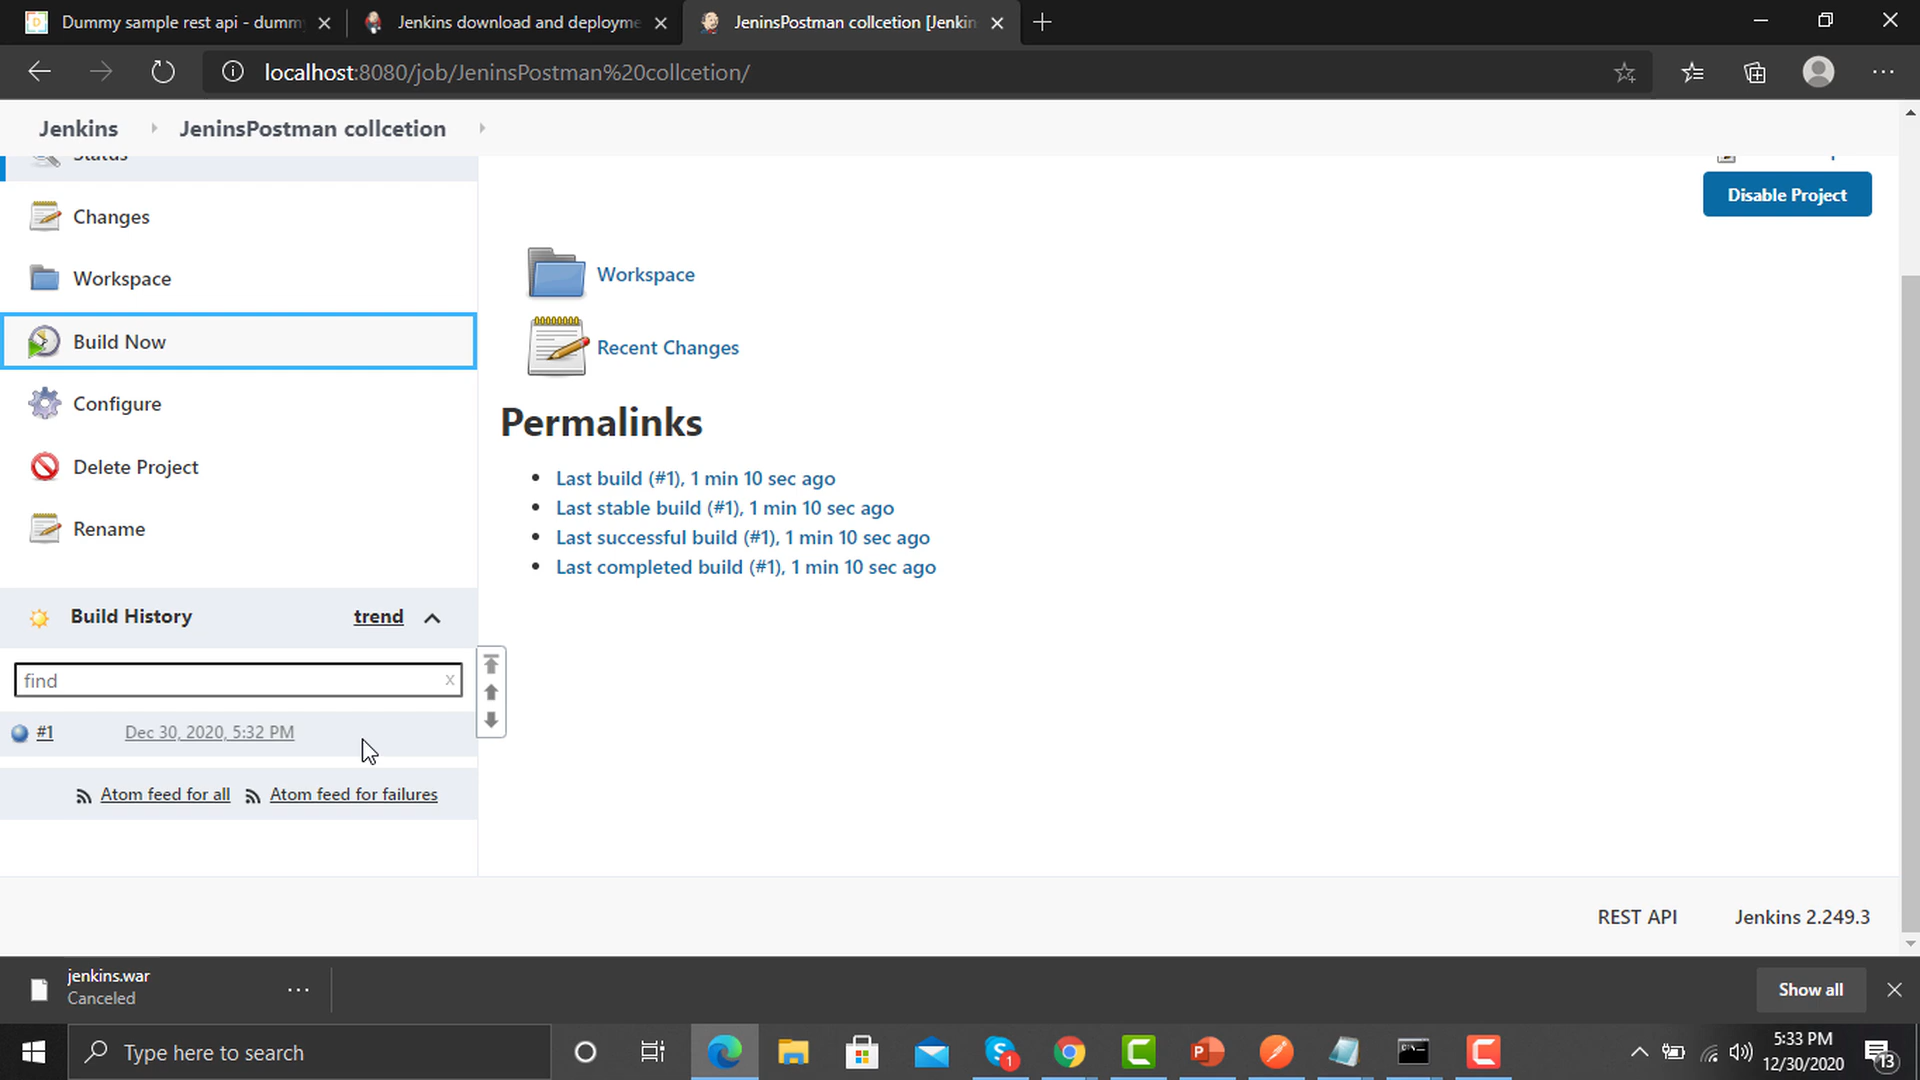 Dummy sample rest api - dumm
Jenkins download and deployme
JeninsPostman collcetion [Jenkin
localhost:8080/job/JeninsPostman%20collcetion/
Jenkins
JeninsPostman collcetion
Status
Disable Project
Changes
Workspace
Build Now
Configure
Delete Project
Rename
Workspace
Recent Changes
Permalinks
Last build (#1), 1 min 10 sec ago
Last stable build (#1), 1 min 10 sec ago
Last successful build (#1), 1 min 10 sec ago
Last completed build (#1), 1 min 10 sec ago
Build History
trend
find
x
#1
Dec 30, 2020, 5:32 PM
Atom feed for all
Atom feed for failures
REST API
Jenkins 2.249.3
jenkins.war
Canceled
Show all
Type here to search
1
5:33 PM
12/30/2020
13